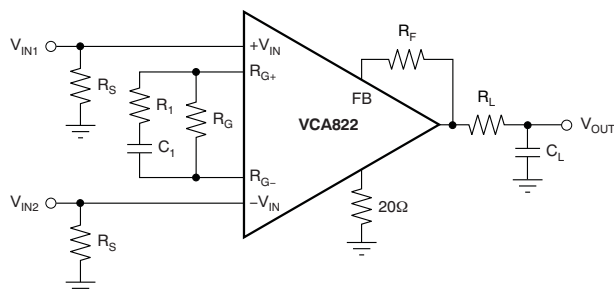 V_IN1
R_S
+V_IN
R_G+
R_1
R_G
C_1
R_F
FB
VCA822
R_L
V_OUT
C_L
R_G−
V_IN2
−V_IN
20Ω
R_S